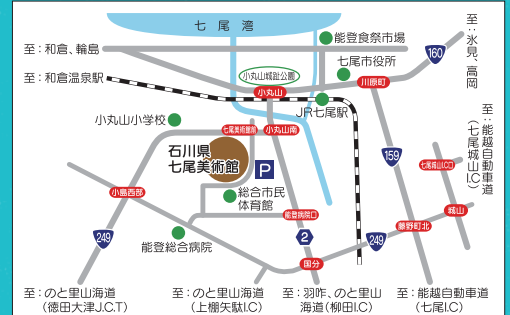 七尾湾
能登食祭市場
至：氷見、高岡
至：和倉、輪島
160
七尾市役所
至：和倉温泉駅
小丸山城趾公園
川原町
小丸山
JR七尾駅
至：能越自動車道
（七尾城山I.C）
小丸山小学校
七尾美術館前
小丸山南
石川県
七尾美術館
P
159
七尾城山I.C口
小島西部
総合市民
体育館
能登病院口
城山
藤野町北
249
能登総合病院
2
249
国分
至：のと里山海道
（徳田大津J.C.T）
至：のと里山海道
（上棚矢駄I.C）
至：羽咋、のと里山
海道（柳田I.C）
至：能越自動車道
（七尾I.C）